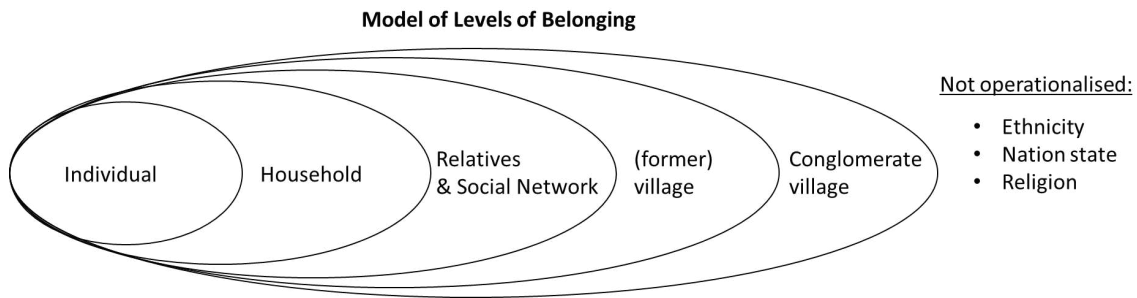 Model of Levels of Belonging
Individual
Household
Relatives
& Social Network
(former)
village
Conglomerate
village
Not operationalised:
• Ethnicity
• Nation state
• Religion